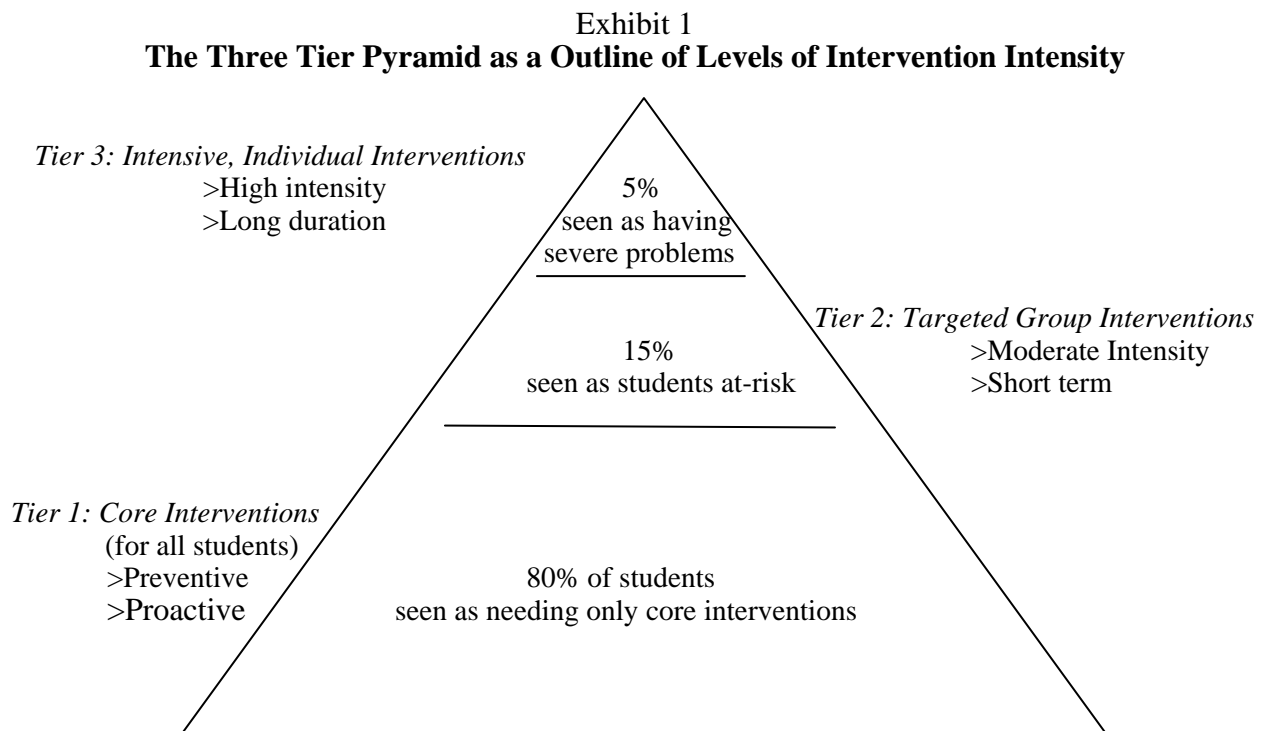 Exhibit 1
The Three Tier Pyramid as a Outline of Levels of Intervention Intensity
Tier 3: Intensive, Individual Interventions
>High intensity
>Long duration
5%
seen as having
severe problems
Tier 2: Targeted Group Interventions
>Moderate Intensity
>Short term
15%
seen as students at-risk
Tier 1: Core Interventions
(for all students)
>Preventive
>Proactive
80% of students
seen as needing only core interventions